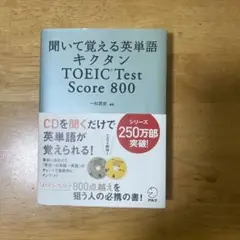 聞いて覚える英単語
キクタン
TOEIC Test
Score 800
一杉武史 編著
CDを聞くだけで
英単語が
覚えられる!
シリーズ
250万部
突破!
800点越えを
狙う人の必携の書!
アルク